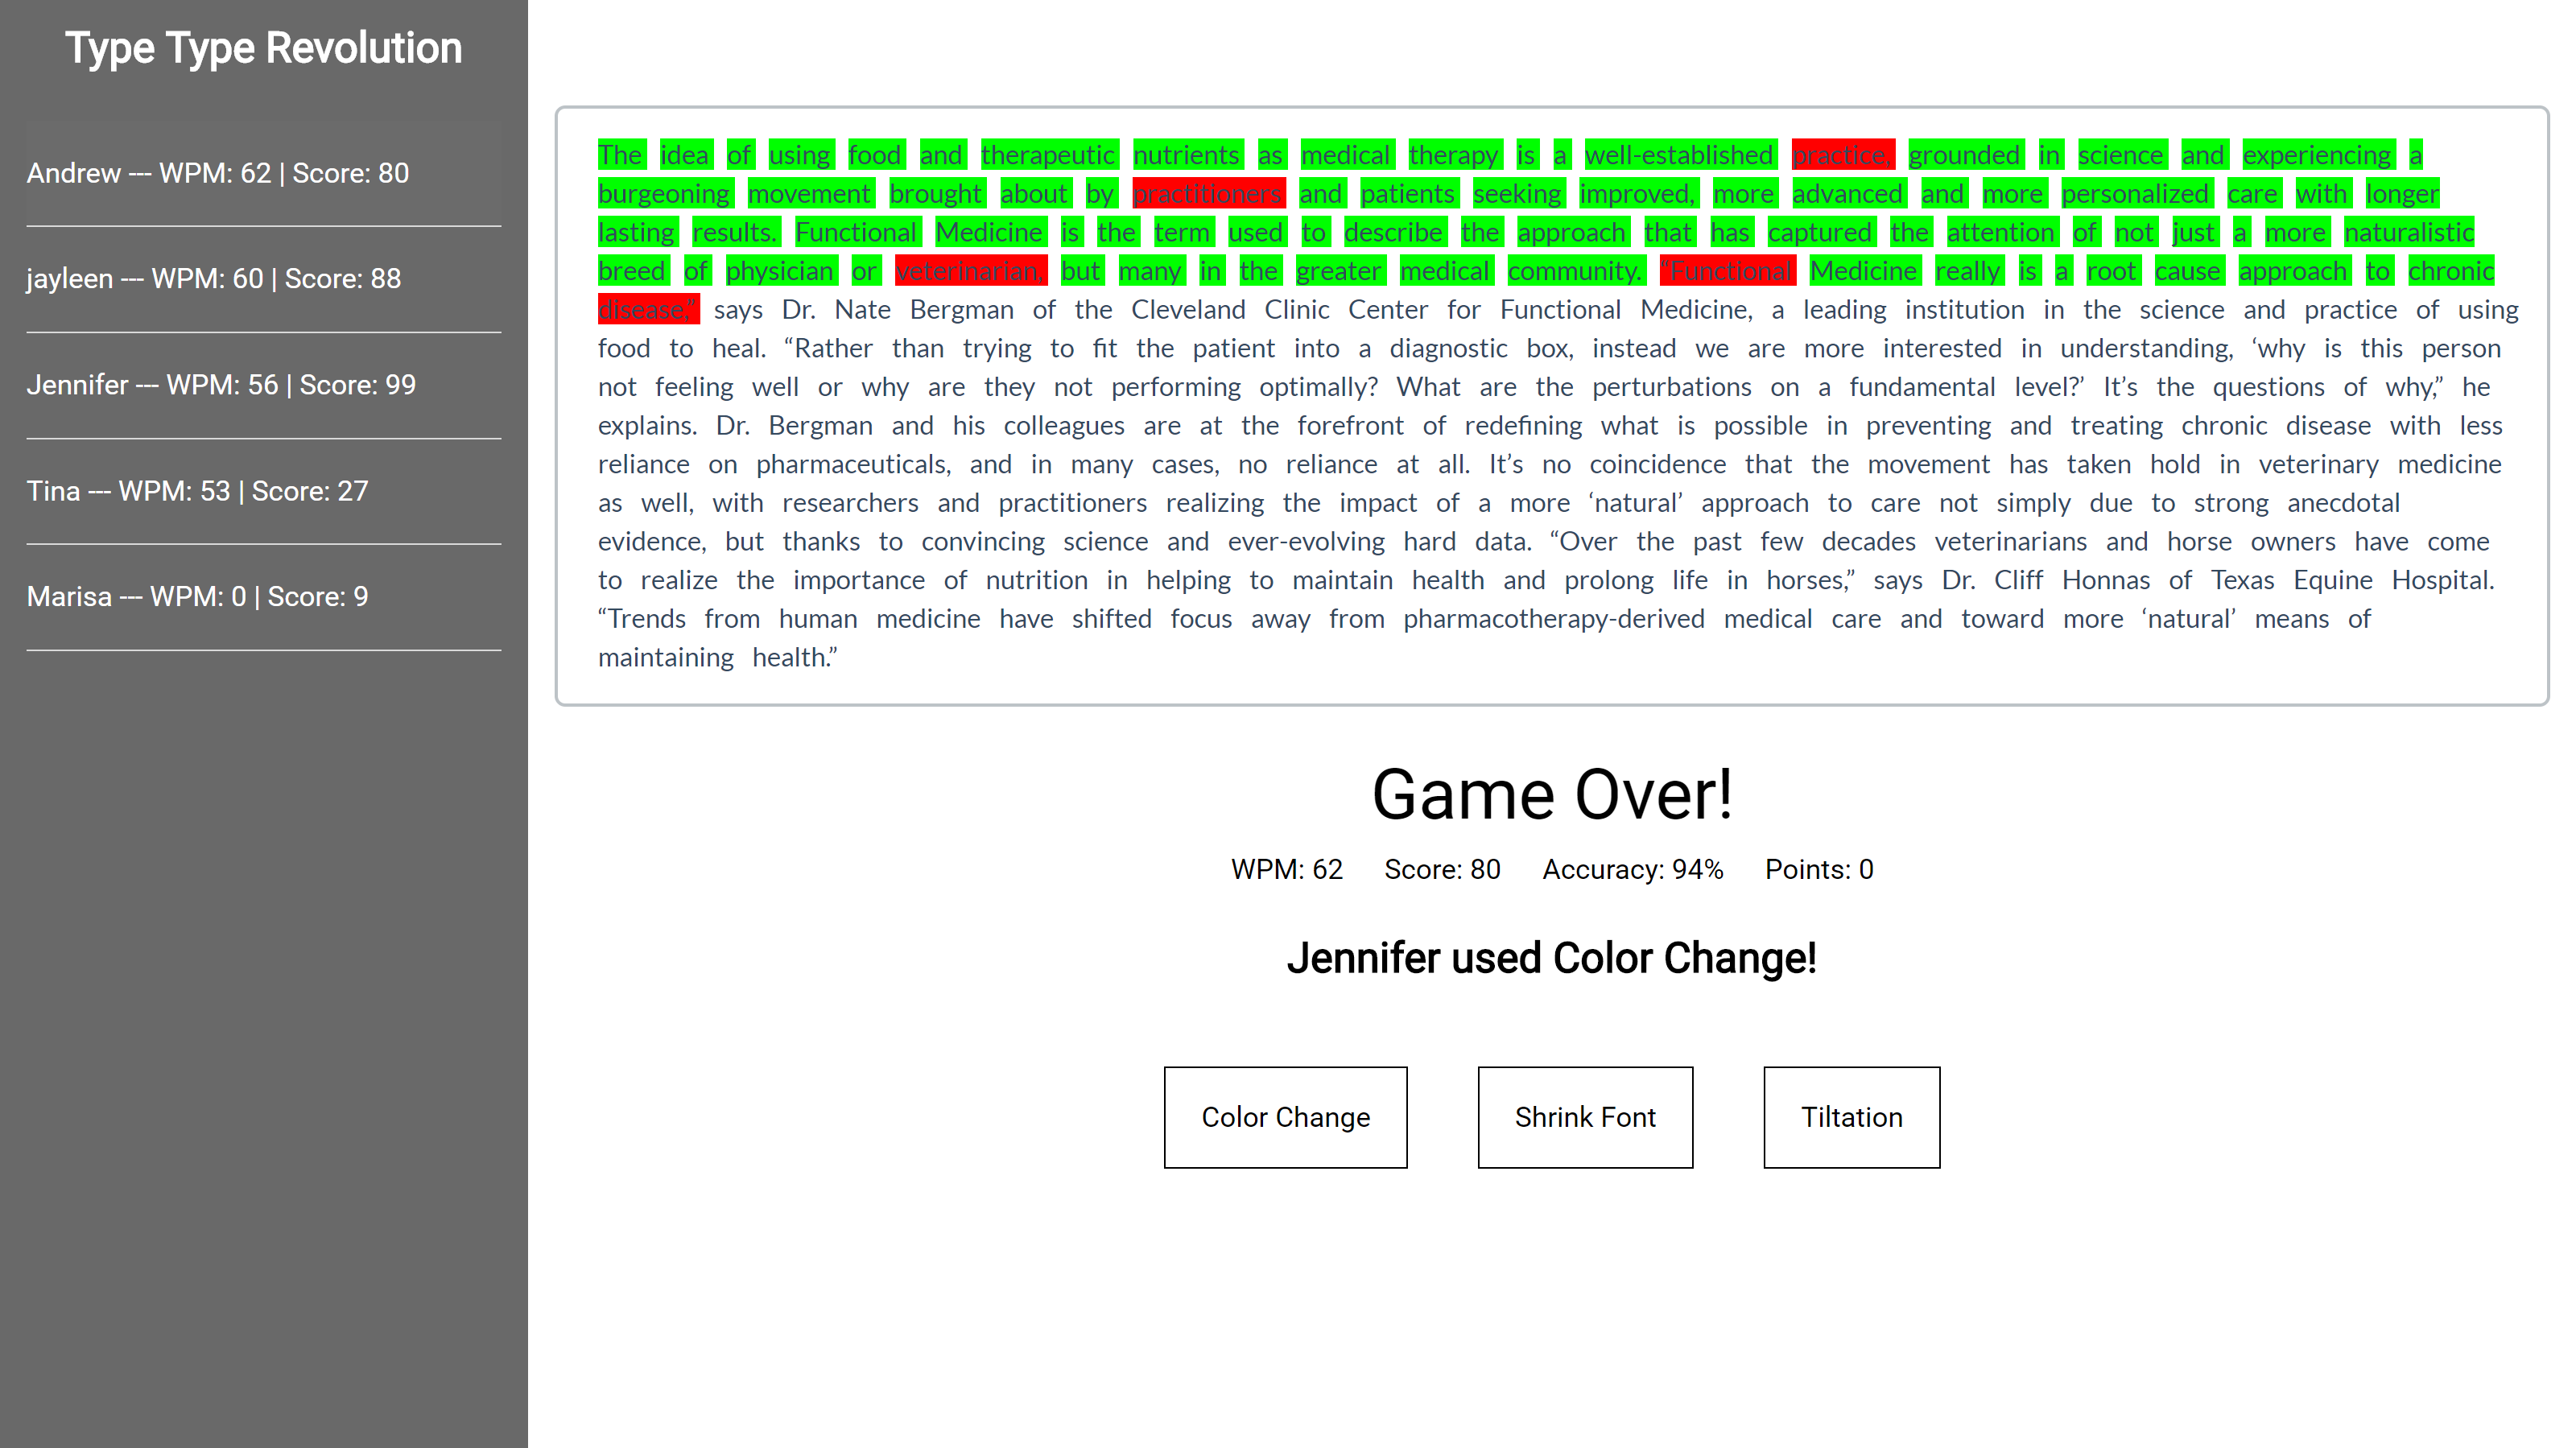 Type Type Revolution
Andrew --- WPM: 62 | Score: 80
jayleen --- WPM: 60 | Score: 88
Jennifer --- WPM: 56 | Score: 99
Tina --- WPM: 53 | Score: 27
Marisa --- WPM: 0 | Score: 9
The idea of using food and therapeutic nutrients as medical therapy is a well-established practice, grounded in science and experiencing a
burgeoning movement brought about by practitioners and patients seeking improved, more advanced and more personalized care with longer
lasting results. Functional Medicine is the term used to describe the approach that has captured the attention of not just a more naturalistic
breed of physician or veterinarian, but many in the greater medical community. “Functional Medicine really is a root cause approach to chronic
disease,” says Dr. Nate Bergman of the Cleveland Clinic Center for Functional Medicine, a leading institution in the science and practice of using
food to heal. “Rather than trying to fit the patient into a diagnostic box, instead we are more interested in understanding, ‘why is this person
not feeling well or why are they not performing optimally? What are the perturbations on a fundamental level?’ It’s the questions of why,” he
explains. Dr. Bergman and his colleagues are at the forefront of redefining what is possible in preventing and treating chronic disease with less
reliance on pharmaceuticals, and in many cases, no reliance at all. It’s no coincidence that the movement has taken hold in veterinary medicine
as well, with researchers and practitioners realizing the impact of a more ‘natural’ approach to care not simply due to strong anecdotal
evidence, but thanks to convincing science and ever-evolving hard data. “Over the past few decades veterinarians and horse owners have come
to realize the importance of nutrition in helping to maintain health and prolong life in horses,” says Dr. Cliff Honnas of Texas Equine Hospital.
“Trends from human medicine have shifted focus away from pharmacotherapy-derived medical care and toward more ‘natural’ means of
maintaining health.”
Game Over!
WPM: 62 Score: 80 Accuracy: 94% Points: 0
Jennifer used Color Change!
Color Change Shrink Font Tiltation